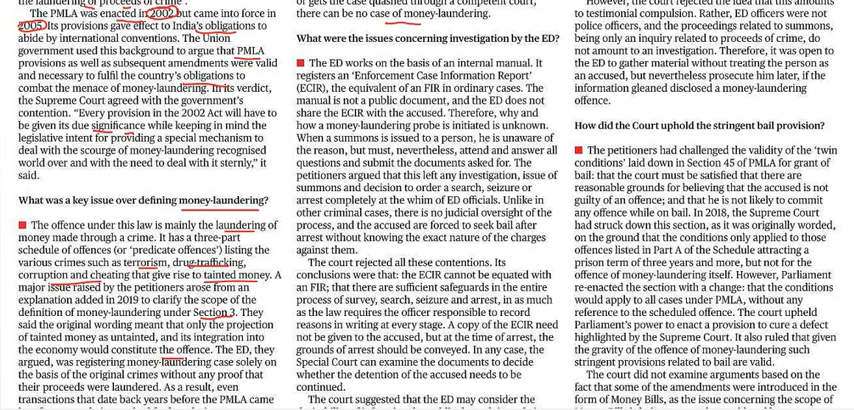 the laundering of proceeds of crime'.
The PMLA was enacted in 2002 but came into force in
2005. Its provisions gave effect to India's obligations to
abide by international conventions. The Union
government used this background to argue that PMLA
provisions as well as subsequent amendments were valid
and necessary to fulfil the country's obligations to
combat the menace of money-laundering. In its verdict,
the Supreme Court agreed with the government's
contention. “Every provision in the 2002 Act will have to
be given its due significance while keeping in mind the
legislative intent for providing a special mechanism to
deal with the scourge of money-laundering recognised
world over and with the need to deal with it sternly,” it
said.
What was a key issue over defining money-laundering?
The offence under this law is mainly the laundering of
money made through a crime. It has a three-part
schedule of offences (or 'predicate offences') listing the
various crimes such as terrorism, drug-trafficking,
corruption and cheating that give rise to tainted money. A
major issue raised by the petitioners arose from an
explanation added in 2019 to clarify the scope of the
definition of money-laundering under Section 3. They
said the original wording meant that only the projection
of tainted money as untainted, and its integration into
the economy would constitute the offence. The ED, they
argued, was registering money-laundering case solely on
the basis of the original crimes without any proof that
their proceeds were laundered. As a result, even
transactions that date back years before the PMLA came
or gets the case quashed through a competent court,
there can be no case of money-laundering.
What were the issues concerning investigation by the ED?
The ED works on the basis of an internal manual. It
registers an 'Enforcement Case Information Report'
(ECIR), the equivalent of an FIR in ordinary cases. The
manual is not a public document, and the ED does not
share the ECIR with the accused. Therefore, why and
how a money-laundering probe is initiated is unknown.
When a summons is issued to a person, he is unaware of
the reason, but must, nevertheless, attend and answer all
questions and submit the documents asked for. The
petitioners argued that this left any investigation, issue of
summons and decision to order a search, seizure or
arrest completely at the whim of ED officials. Unlike in
other criminal cases, there is no judicial oversight of the
process, and the accused are forced to seek bail after
arrest without knowing the exact nature of the charges
against them.
The court rejected all these contentions. Its
conclusions were that: the ECIR cannot be equated with
an FIR; that there are sufficient safeguards in the entire
process of survey, search, seizure and arrest, in as much
as the law requires the officer responsible to record
reasons in writing at every stage. A copy of the ECIR need
not be given to the accused, but at the time of arrest, the
grounds of arrest should be conveyed. In any case, the
Special Court can examine the documents to decide
whether the detention of the accused needs to be
continued.
The court suggested that the ED may consider the
However, the court rejected the idea that this amounts
to testimonial compulsion. Rather, ED officers were not
police officers, and the proceedings related to summons,
being only an inquiry related to proceeds of crime, do
not amount to an investigation. Therefore, it was open to
the ED to gather material without treating the person as
an accused, but nevertheless prosecute him later, if the
information gleaned disclosed a money-laundering
offence.
How did the Court uphold the stringent bail provision?
The petitioners had challenged the validity of the 'twin
conditions' laid down in Section 45 of PMLA for grant of
bail: that the court must be satisfied that there are
reasonable grounds for believing that the accused is not
guilty of an offence; and that he is not likely to commit
any offence while on bail. In 2018, the Supreme Court
had struck down this section, as it was originally worded,
on the ground that the conditions only applied to those
offences listed in Part A of the Schedule attracting a
prison term of three years and more, but not for the
offence of money-laundering itself. However, Parliament
re-enacted the section with a change: that the conditions
would apply to all cases under PMLA, without any
reference to the scheduled offence. The court upheld
Parliament's power to enact a provision to cure a defect
highlighted by the Supreme Court. It also ruled that given
the gravity of the offence of money-laundering such
stringent provisions related to bail are valid.
The court did not examine arguments based on the
fact that some of the amendments were introduced in the
form of Money Bills, as the issue concerning the scope of